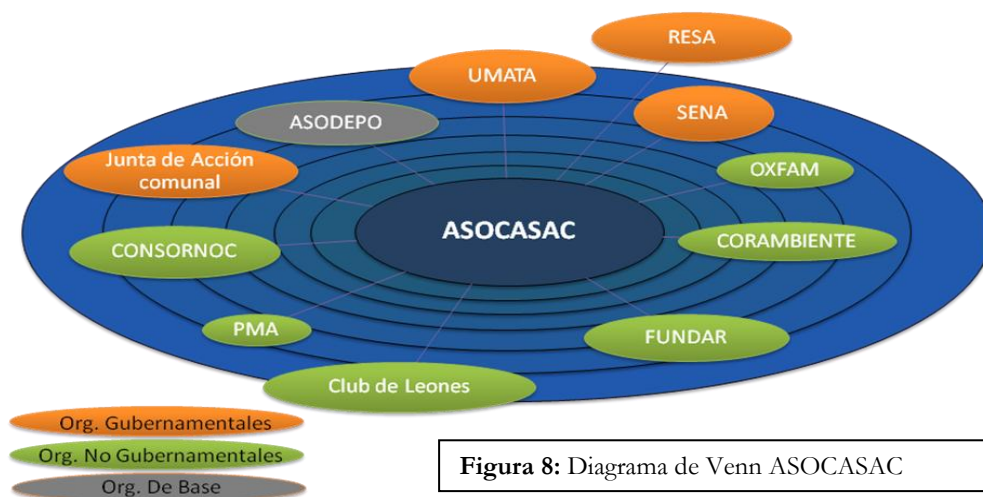 RESA
UMATA
SENA
ASODEPO
Junta de Acción
comunal
OXFAM
ASOCASAC
CORAMBIENTE
CONSORNOC
PMA
FUNDAR
Club de Leones
Org. Gubernamentales
Org. No Gubernamentales
Org. De Base
Figura 8: Diagrama de Venn ASOCASAC